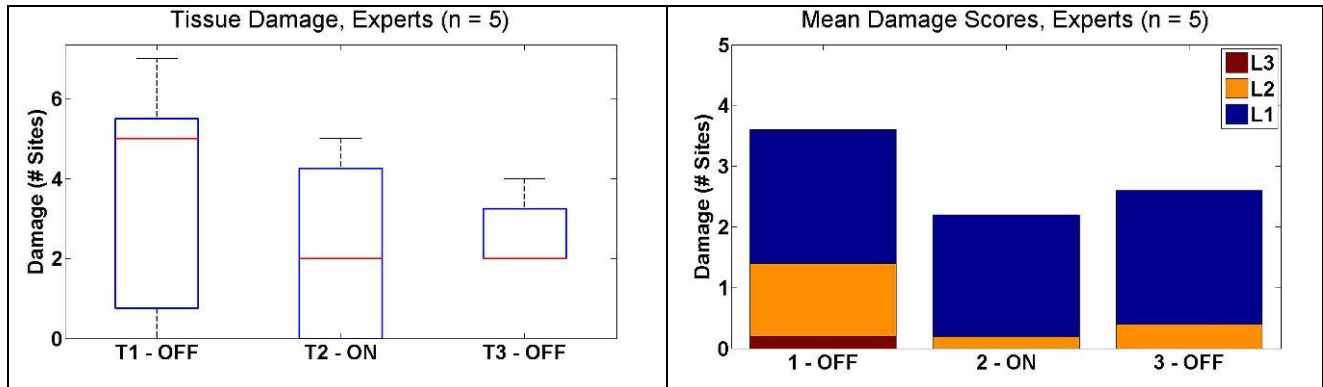 Tissue Damage, Experts (n = 5)
Damage (# Sites)
6
4
2
0
T1 - OFF
T2 - ON
T3 - OFF
Mean Damage Scores, Experts (n = 5)
Damage (# Sites)
5
4
3
2
1
0
L3
L2
L1
1 - OFF
2 - ON
3 - OFF